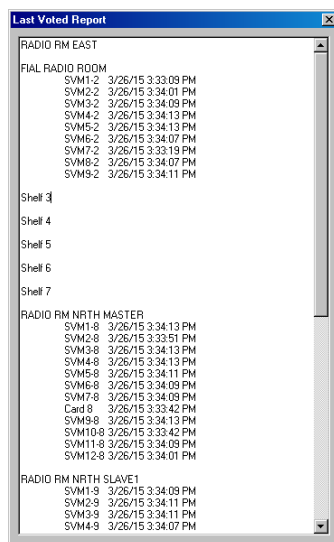 Last Voted Report
RADIO RM EAST
FIAL RADIO ROOM
SVM1-2 3/26/15 3:33:09 PM
SVM2-2 3/26/15 3:34:01 PM
SVM3-2 3/26/15 3:34:09 PM
SVM4-2 3/26/15 3:34:13 PM
SVM5-2 3/26/15 3:34:13 PM
SVM6-2 3/26/15 3:34:07 PM
SVM7-2 3/26/15 3:33:19 PM
SVM8-2 3/26/15 3:34:07 PM
SVM9-2 3/26/15 3:34:11 PM
Shelf 3
Shelf 4
Shelf 5
Shelf 6
Shelf 7
RADIO RM NRTH MASTER
SVM1-8 3/26/15 3:34:13 PM
SVM2-8 3/26/15 3:33:51 PM
SVM3-8 3/26/15 3:34:13 PM
SVM4-8 3/26/15 3:34:13 PM
SVM5-8 3/26/15 3:34:11 PM
SVM6-8 3/26/15 3:34:09 PM
SVM7-8 3/26/15 3:34:09 PM
Card 8 3/26/15 3:33:42 PM
SVM9-8 3/26/15 3:34:13 PM
SVM10-8 3/26/15 3:33:42 PM
SVM11-8 3/26/15 3:34:09 PM
SVM12-8 3/26/15 3:34:01 PM
RADIO RM NRTH SLAVE1
SVM1-9 3/26/15 3:34:09 PM
SVM2-9 3/26/15 3:34:11 PM
SVM3-9 3/26/15 3:34:11 PM
SVM4-9 3/26/15 3:34:07 PM